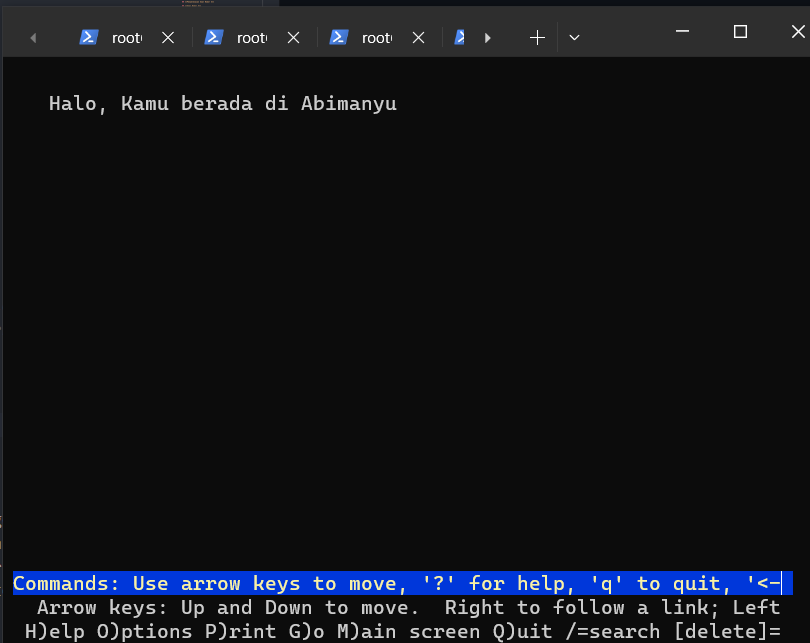 root
root
root
Halo, Kamu berada di Abimanyu
Commands: Use arrow keys to move, '?' for help, 'q' to quit, '<-
Arrow keys: Up and Down to move. Right to follow a link; Left
H)elp O)ptions P)rint G)o M)ain screen Q)uit /=search [delete]=